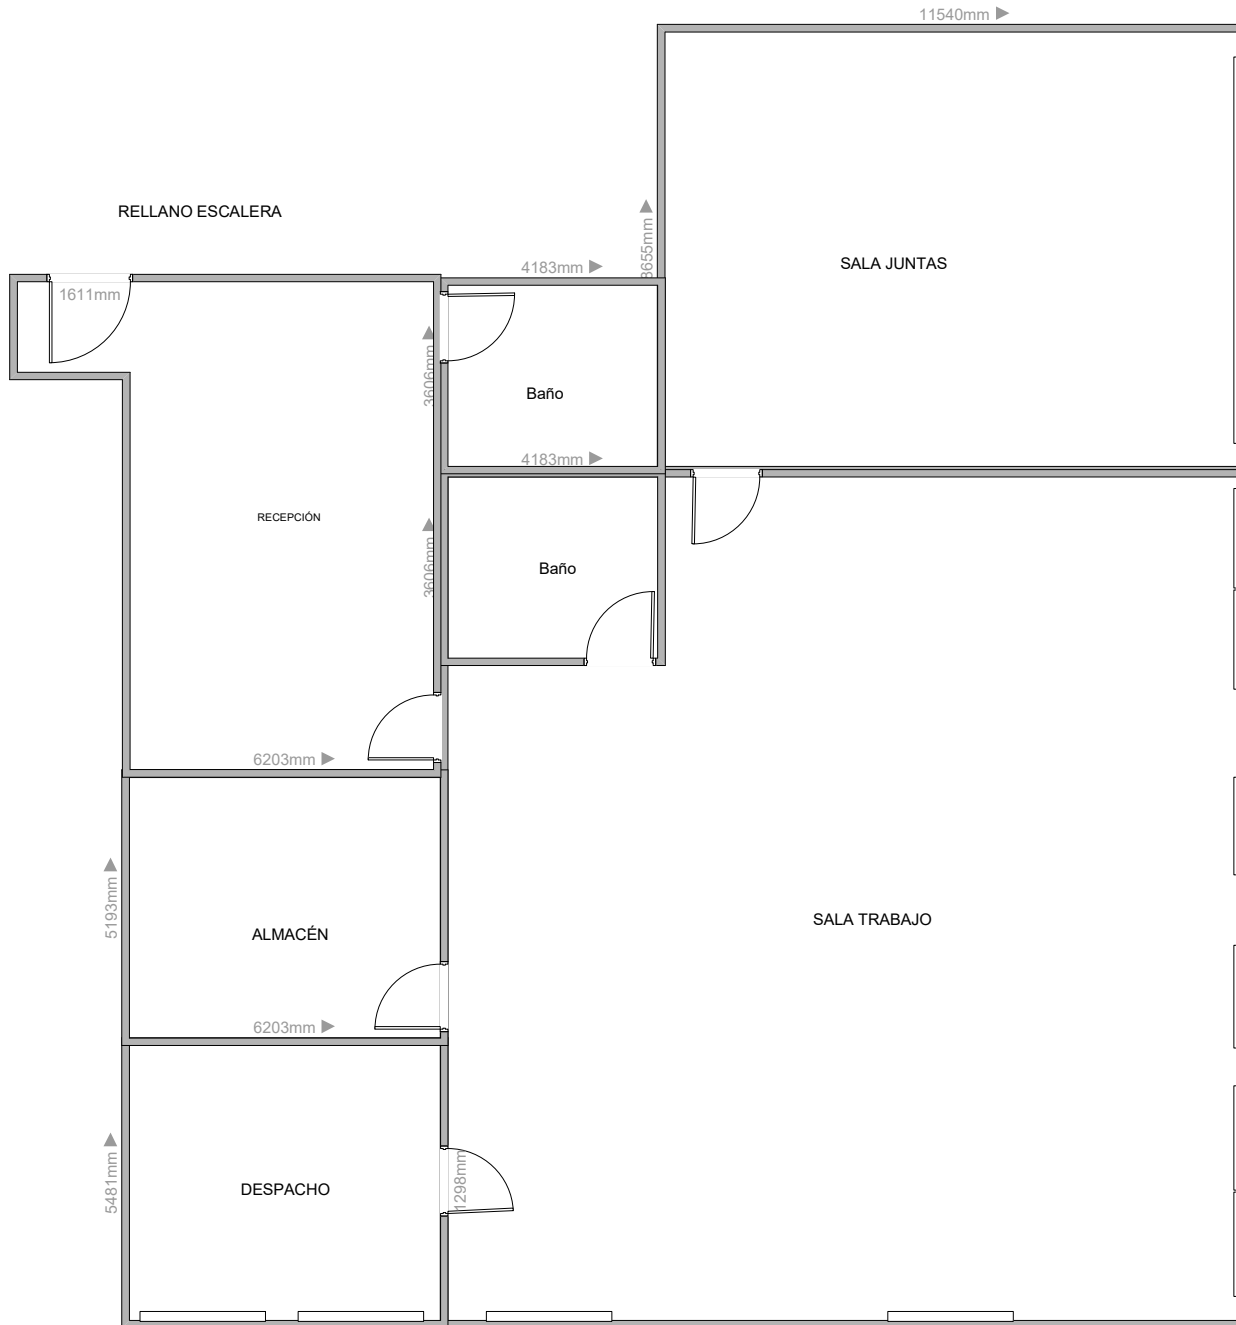 11540mm
RELLANO ESCALERA
3655mm
SALA JUNTAS
4183mm
1611mm
3606mm
Baño
4183mm
RECEPCIÓN
3606mm
Baño
6203mm
5193mm
ALMACÉN
SALA TRABAJO
6203mm
5481mm
DESPACHO
1298mm